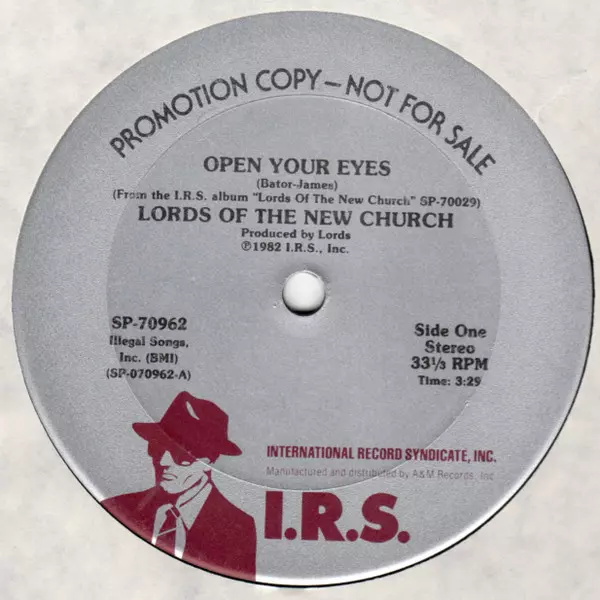 PROMOTION COPY — NOT FOR SALE
OPEN YOUR EYES
(Bator-James)
(From the I.R.S. album "Lords Of The New Church" SP-70029)
LORDS OF THE NEW CHURCH
Produced by Lords
℗1982 I.R.S., Inc.
SP-70962
Illegal Songs,
Inc. (BMI)
(SP-070962-A)
Side One
Stereo
33⅓ RPM
Time: 3:29
INTERNATIONAL RECORD SYNDICATE, INC.
Manufactured and distributed by A&M Records, Inc
I.R.S.